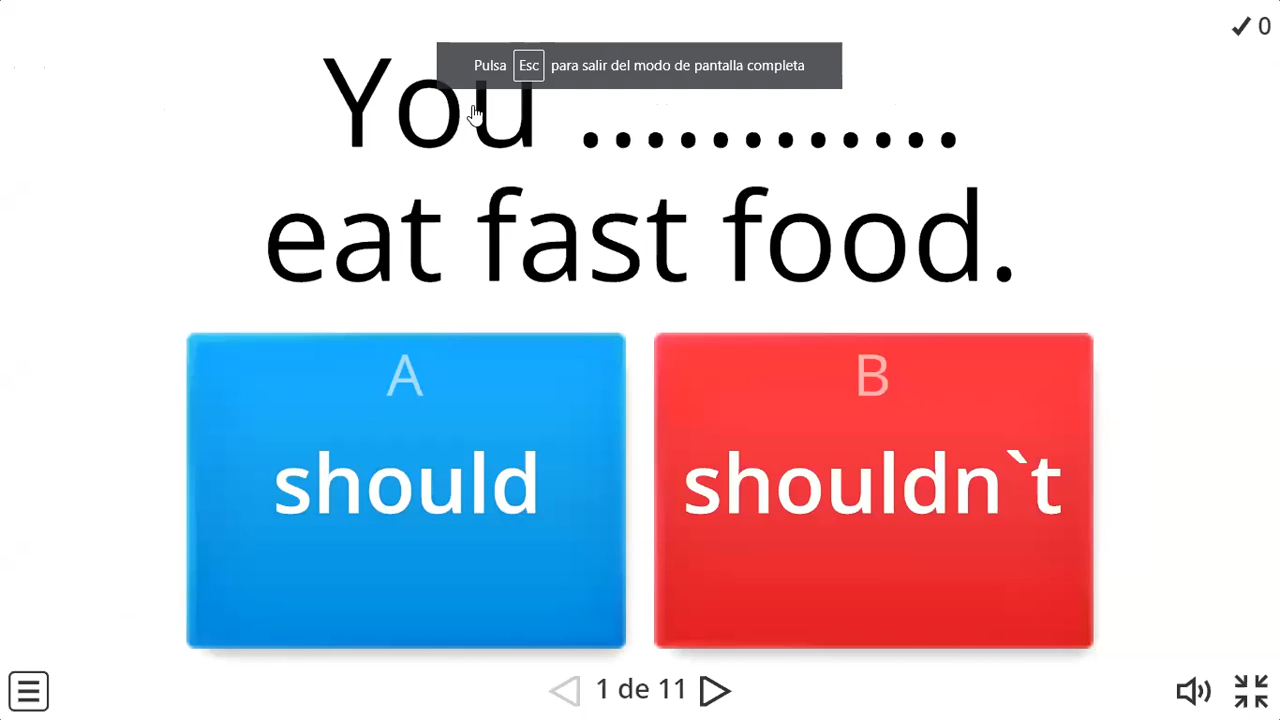 ✓ 0
Pulsa Esc para salir del modo de pantalla completa
You ............
eat fast food.
A
should
B
shouldn`t
1 de 11